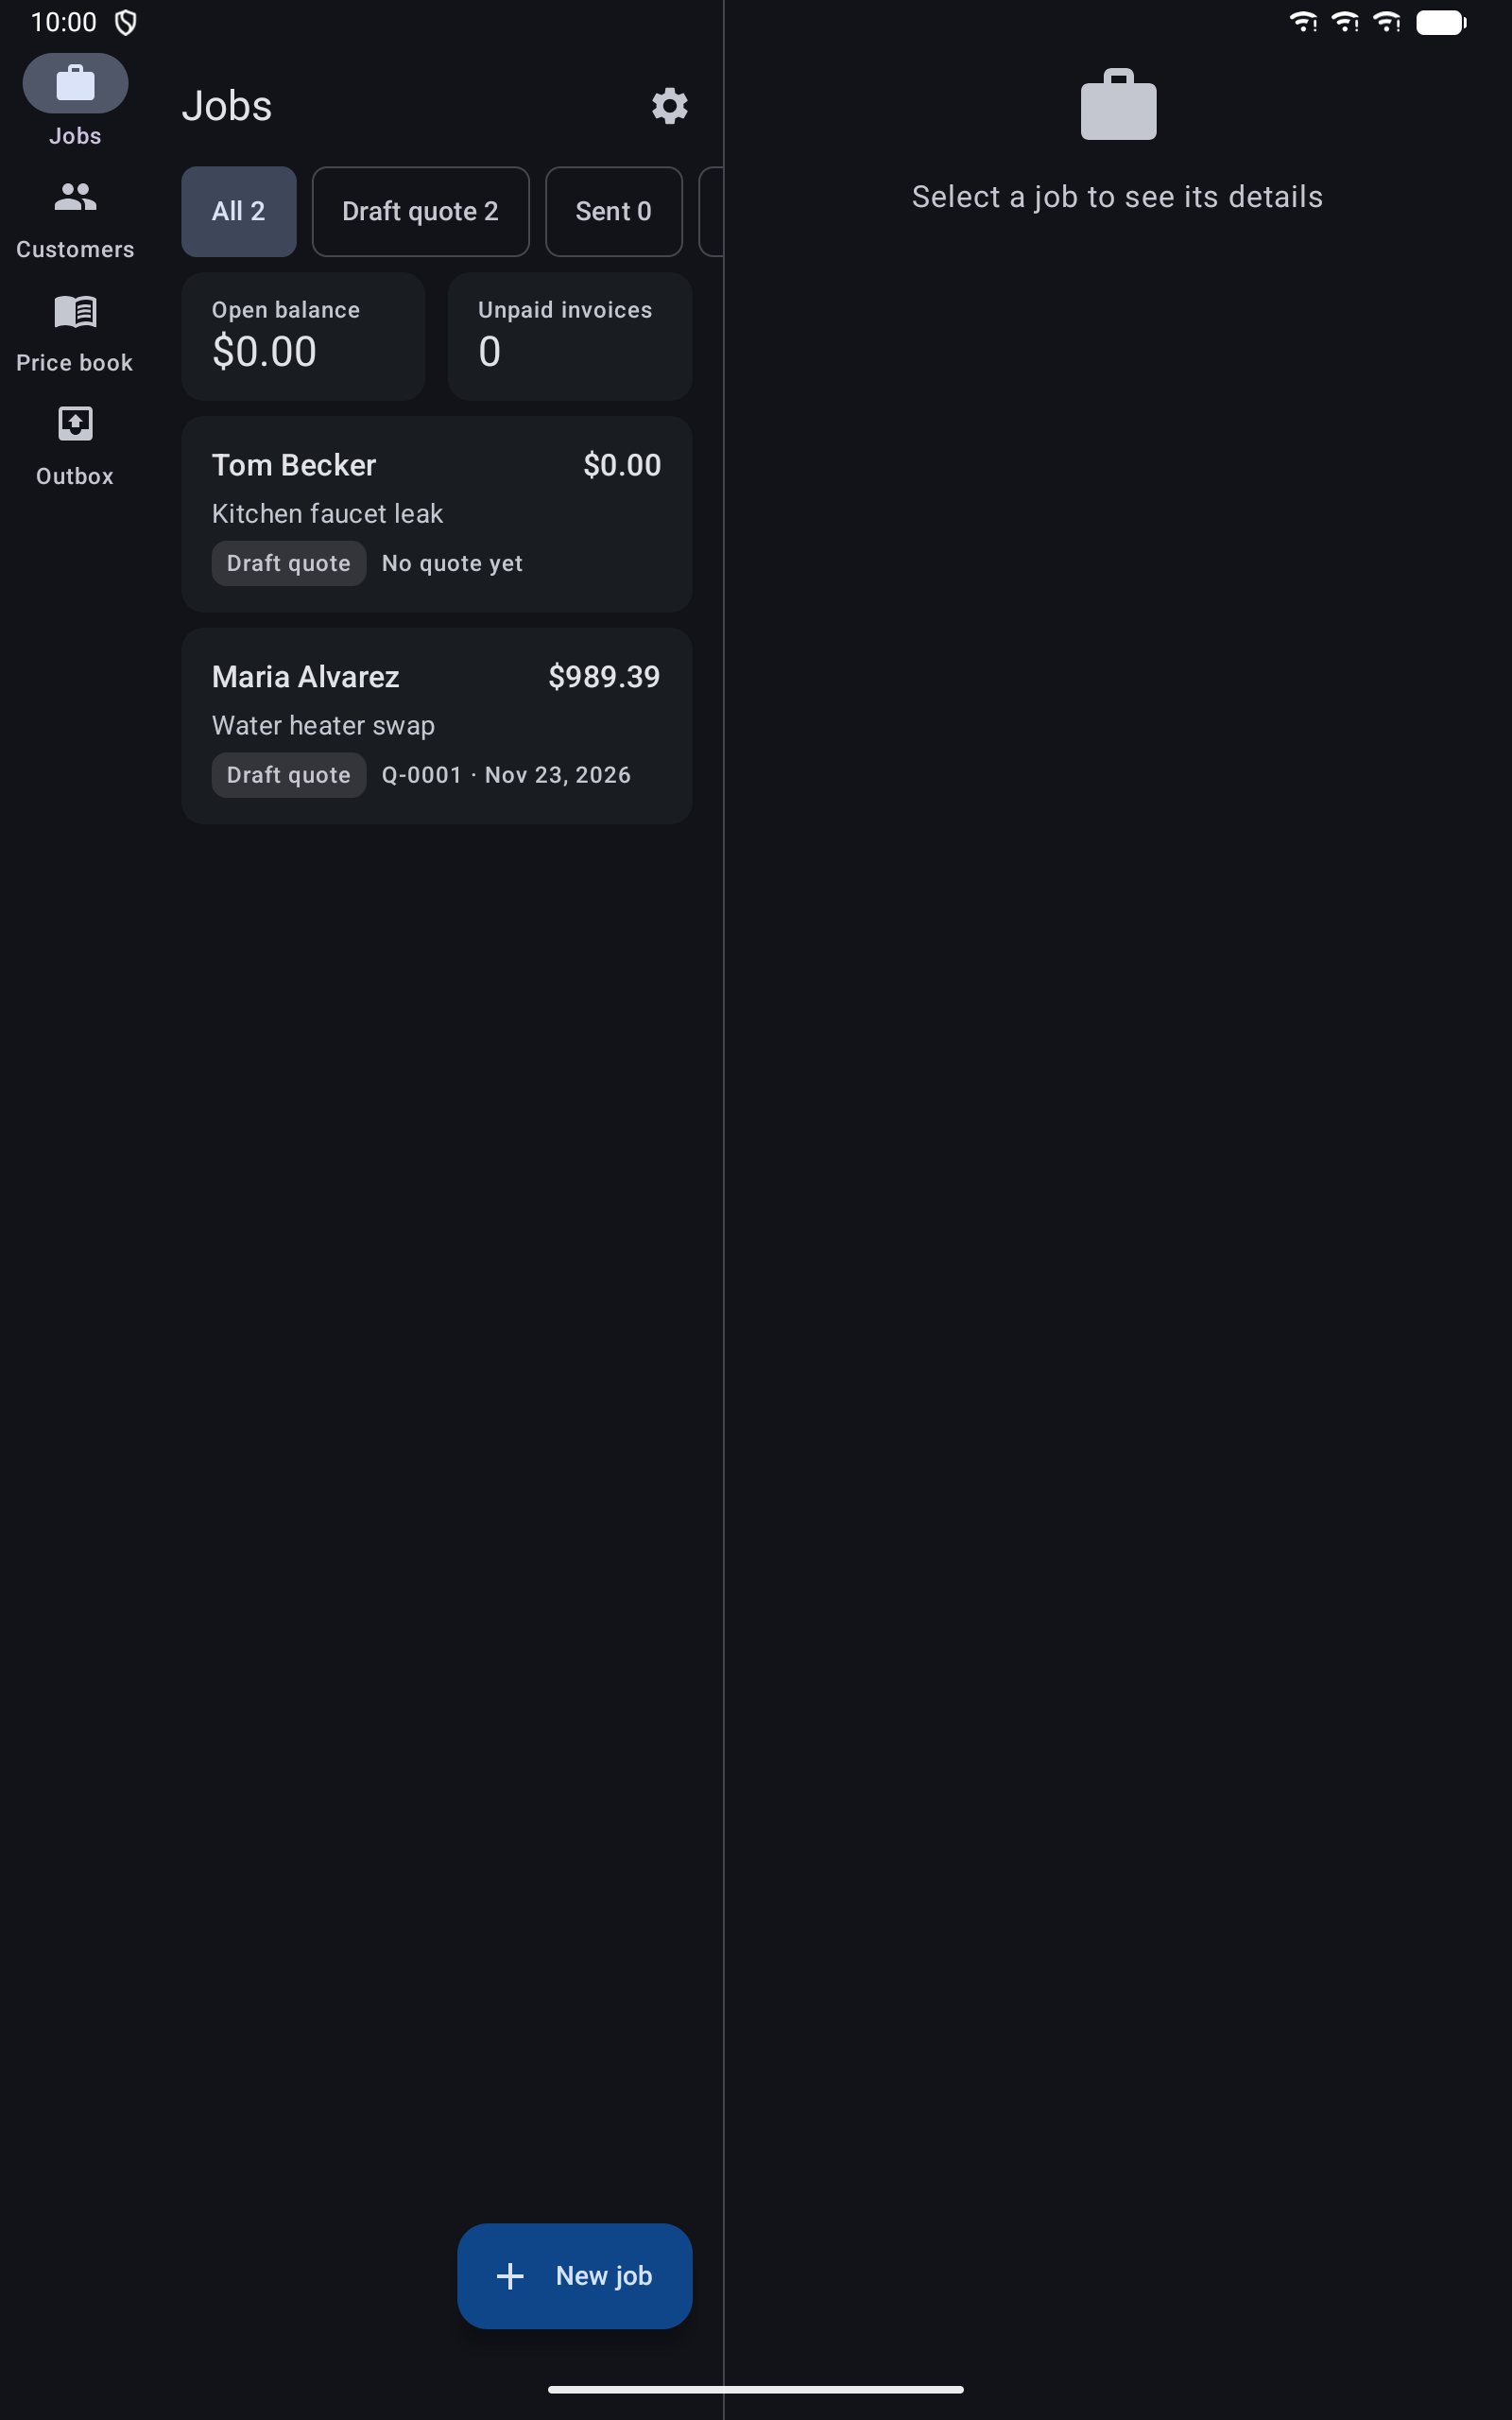 10:00
Jobs
Customers
Price book
Outbox
Jobs
All 2
Draft quote 2
Sent 0
Open balance
$0.00
Unpaid invoices
0
Tom Becker
$0.00
Kitchen faucet leak
Draft quote
No quote yet
Maria Alvarez
$989.39
Water heater swap
Draft quote
Q-0001 · Nov 23, 2026
New job
Select a job to see its details